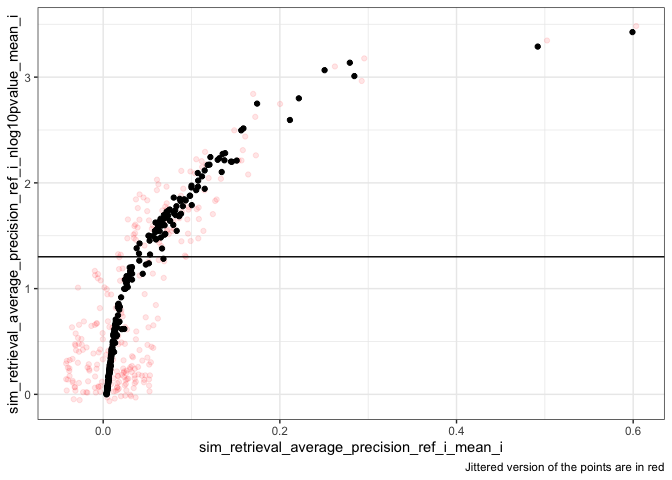 sim_retrieval_average_precision_ref_i_nlog10pvalue_mean_i
3
2
1
0
0.0
0.2
0.4
0.6
sim_retrieval_average_precision_ref_i_mean_i
Jittered version of the points are in red